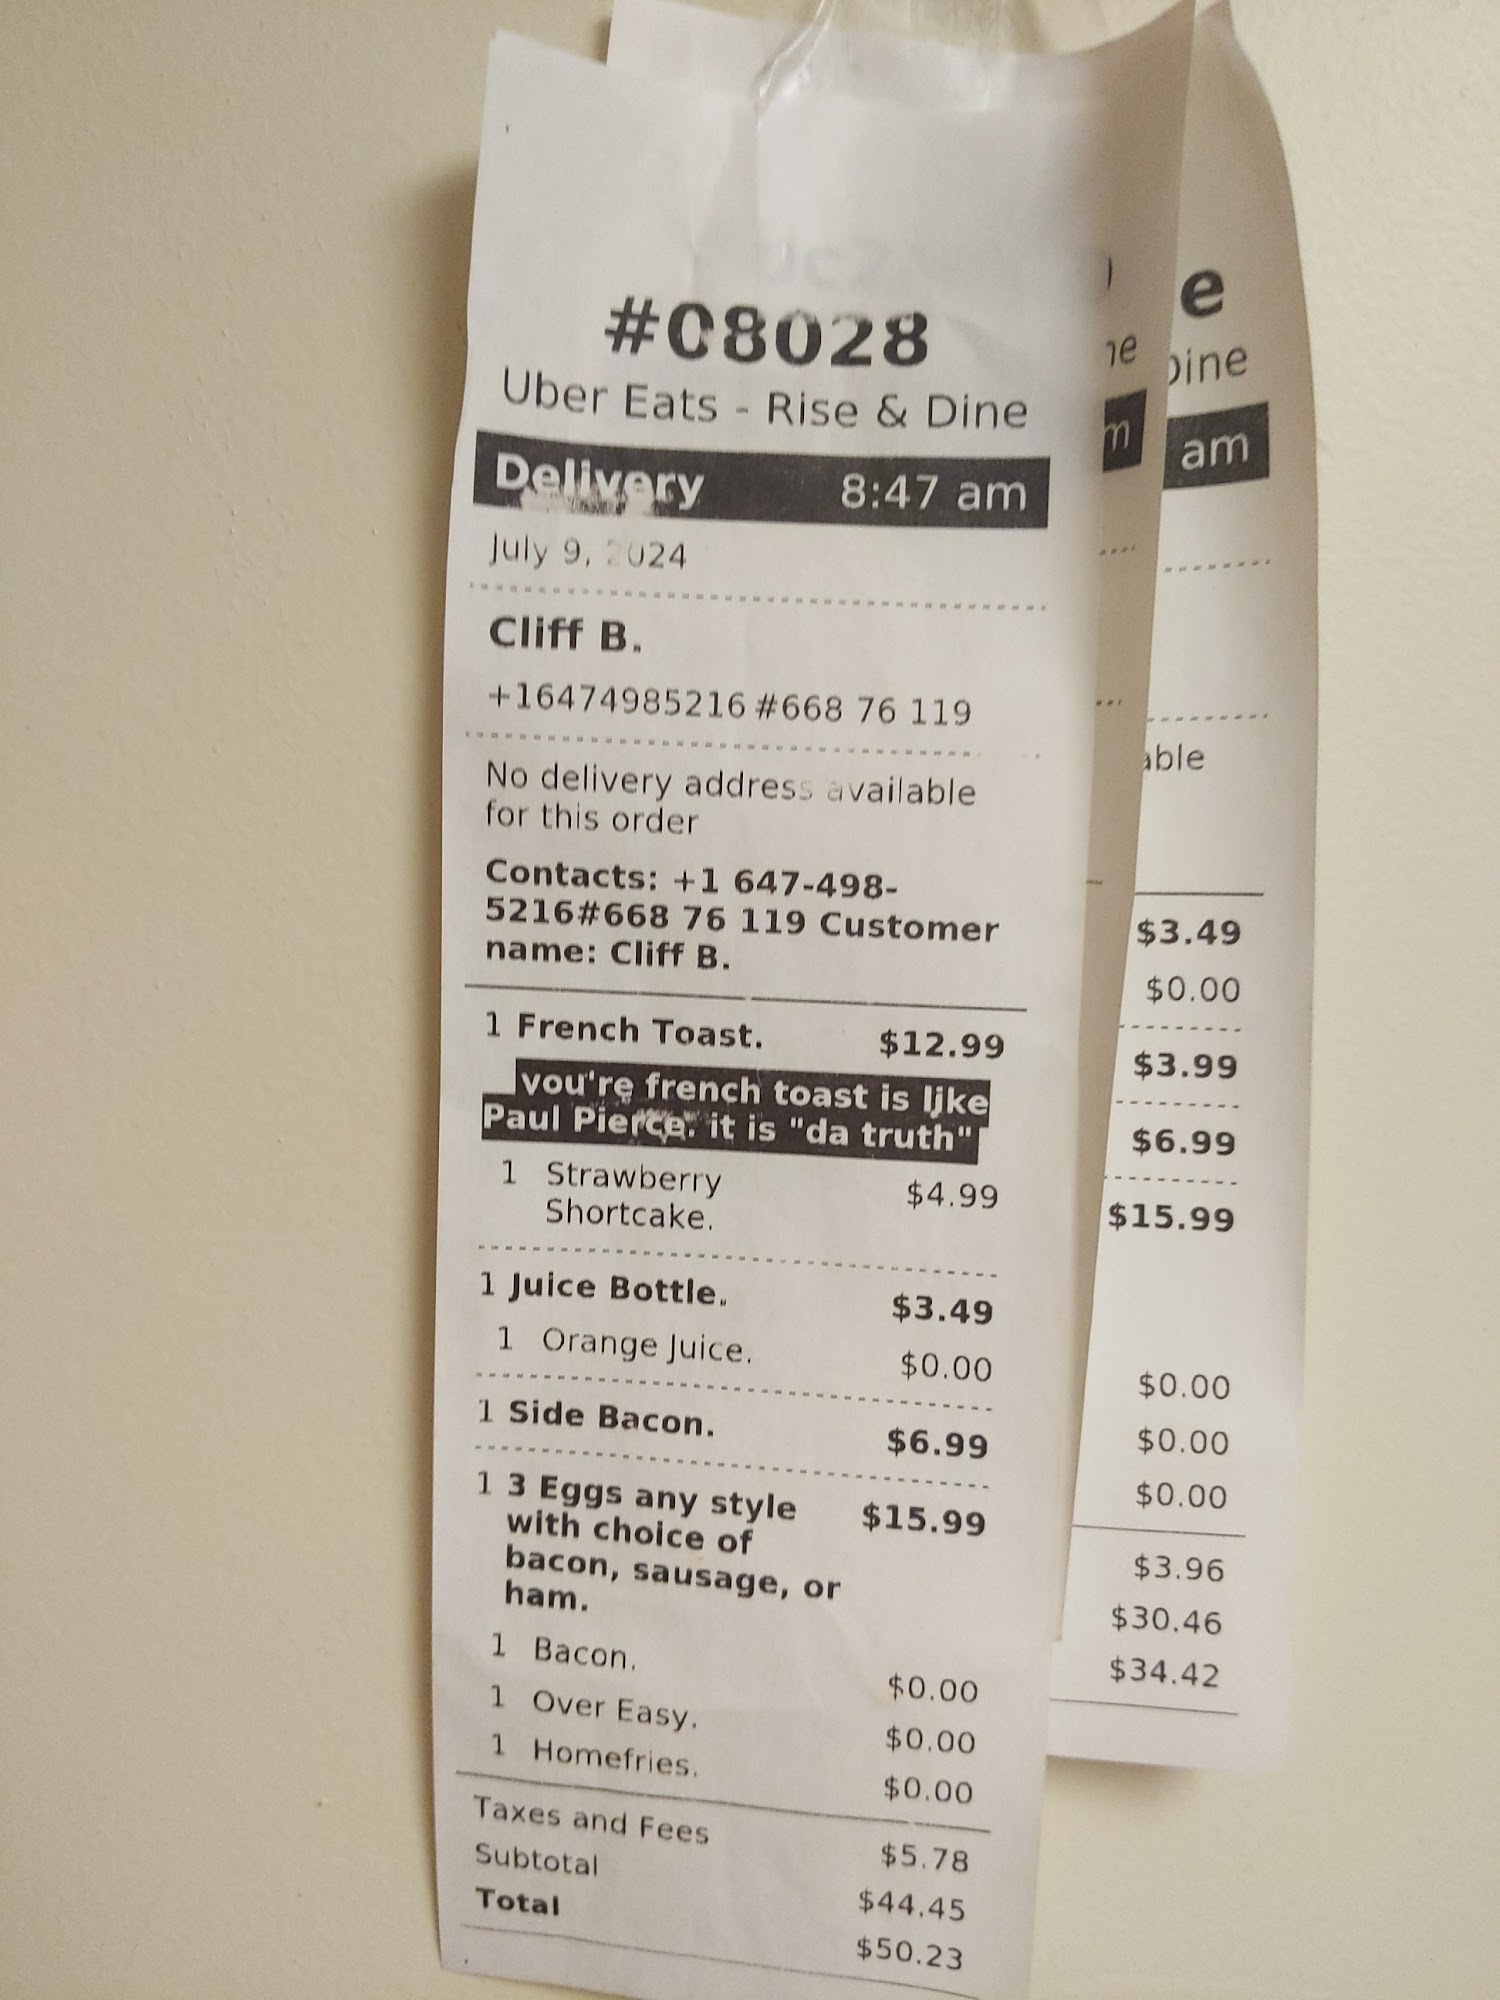 #08028
Uber Eats - Rise & Dine
Delivery 8:47 am
July 9, 2024
Cliff B.
+16474985216 #668 76 119
No delivery address available
for this order
Contacts: +1 647-498-
5216#668 76 119 Customer
name: Cliff B.
1 French Toast. $12.99
you're french toast is like
Paul Pierce. it is "da truth"
1 Strawberry $4.99
Shortcake.
1 Juice Bottle. $3.49
1 Orange Juice. $0.00
1 Side Bacon. $6.99
1 3 Eggs any style $15.99
with choice of
bacon, sausage, or
ham.
1 Bacon. $0.00
1 Over Easy. $0.00
1 Homefries. $0.00
Taxes and Fees $5.78
Subtotal $44.45
Total $50.23
e
am
$3.49
$0.00
$3.99
$6.99
$15.99
$0.00
$0.00
$0.00
$3.96
$30.46
$34.42